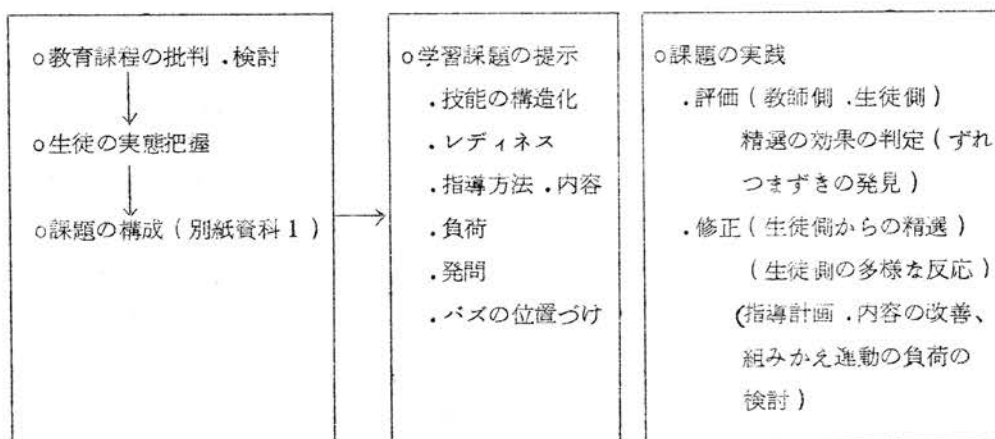 ○教育課程の批判．検討
↓
○生徒の実態把握
↓
○課題の構成（別紙資料1）
→
○学習課題の提示
．技能の構造化
．レディネス
．指導方法．内容
．負荷
．発問
．バズの位置づけ
○課題の実践
．評価（教師側．生徒側）
精選の効果の判定（ずれ
つまずきの発見）
．修正（生徒側からの精選）
（生徒側の多様な反応）
（指導計画．内容の改善、
組みかえ運動の負荷の
検討）